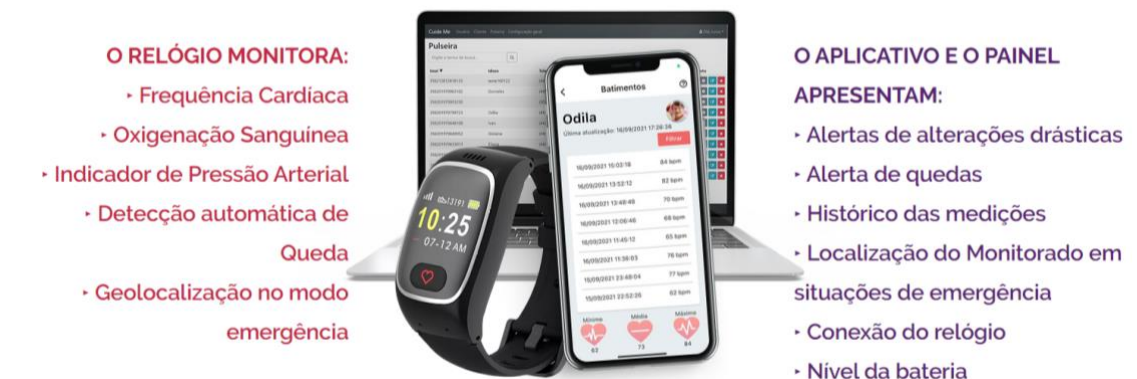 O RELÓGIO MONITORA:
‣ Frequência Cardíaca
‣ Oxigenação Sanguínea
‣ Indicador de Pressão Arterial
‣ Detecção automática de
Queda
‣ Geolocalização no modo
emergência
Pulseira
10:25
07-12 AM
Batimentos
Odila
Última atualização: 16/09/2021 17:26:36
Filtrar
16/09/2021 15:03:18 84 bpm
16/09/2021 13:52:12 82 bpm
16/09/2021 12:48:48 70 bpm
16/09/2021 12:06:46 68 bpm
16/09/2021 11:45:12 65 bpm
16/09/2021 11:36:03 76 bpm
15/09/2021 23:48:04 77 bpm
15/09/2021 22:52:26 62 bpm
Mínimo Média Máximo
62 73 84
O APLICATIVO E O PAINEL
APRESENTAM:
‣ Alertas de alterações drásticas
‣ Alerta de quedas
‣ Histórico das medições
‣ Localização do Monitorado em
situações de emergência
‣ Conexão do relógio
‣ Nível da bateria